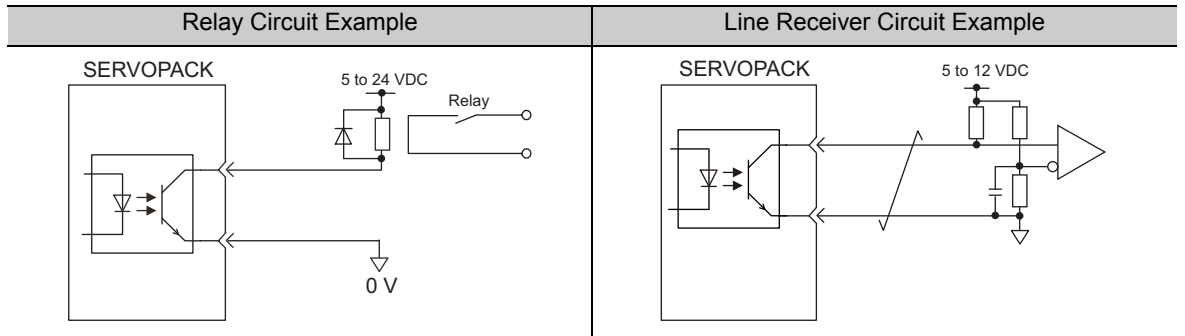 Relay Circuit Example
SERVOPACK
5 to 24 VDC
Relay
0 V
Line Receiver Circuit Example
SERVOPACK
5 to 12 VDC